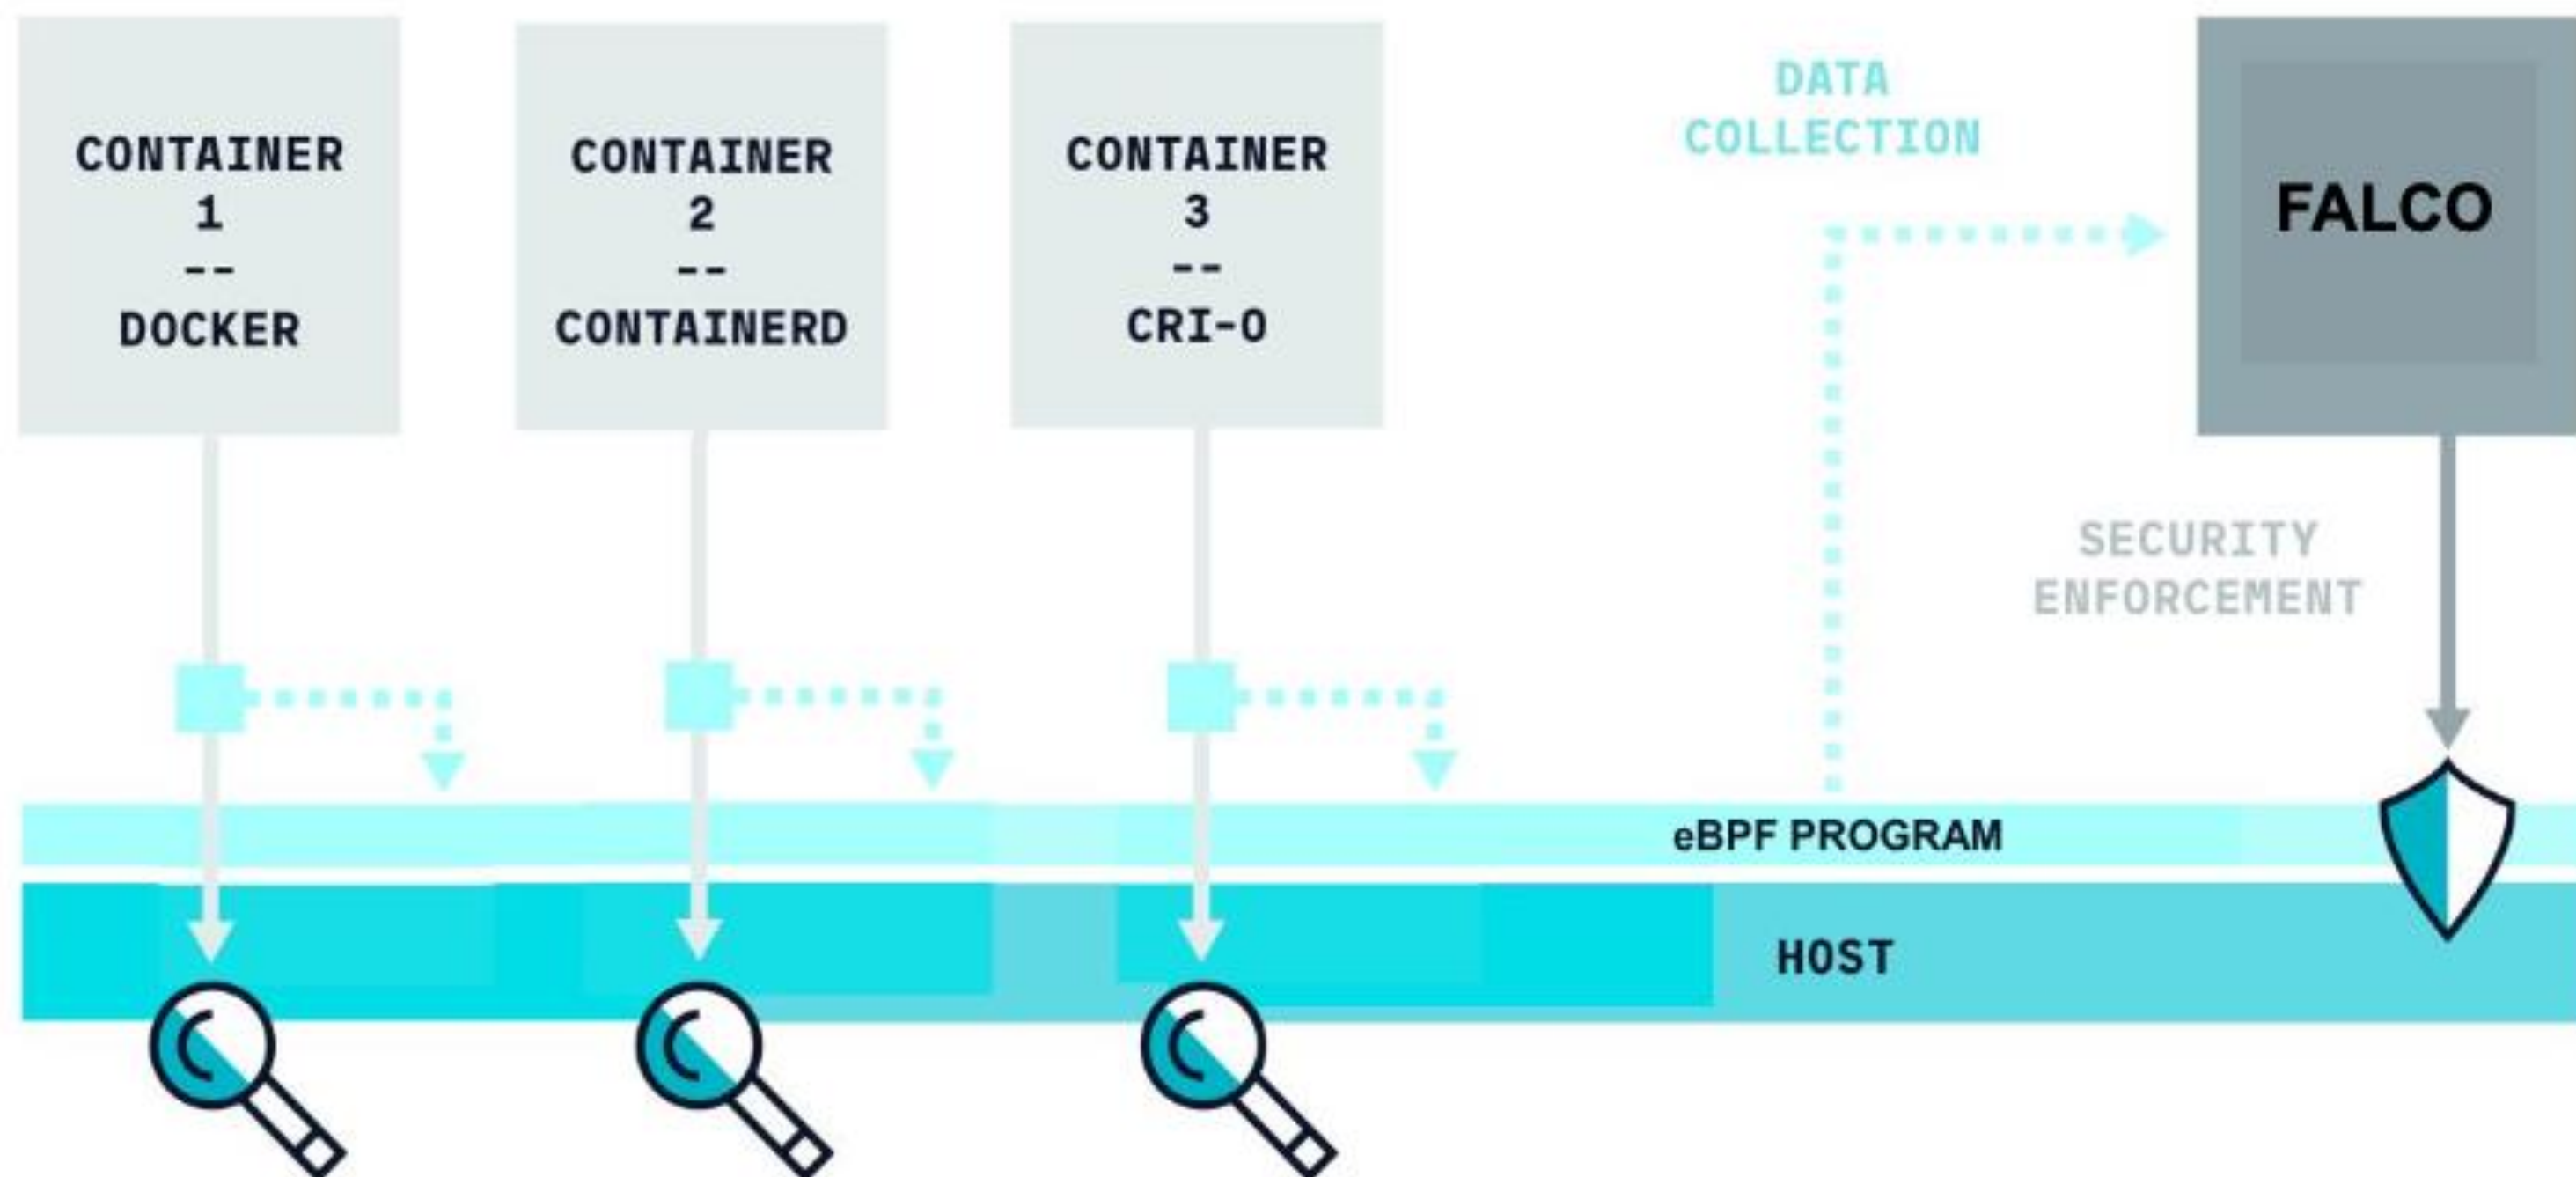 CONTAINER
1
--
DOCKER
CONTAINER
2
--
CONTAINERD
CONTAINER
3
--
CRI-O
DATA
COLLECTION
FALCO
SECURITY
ENFORCEMENT
eBPF PROGRAM
HOST